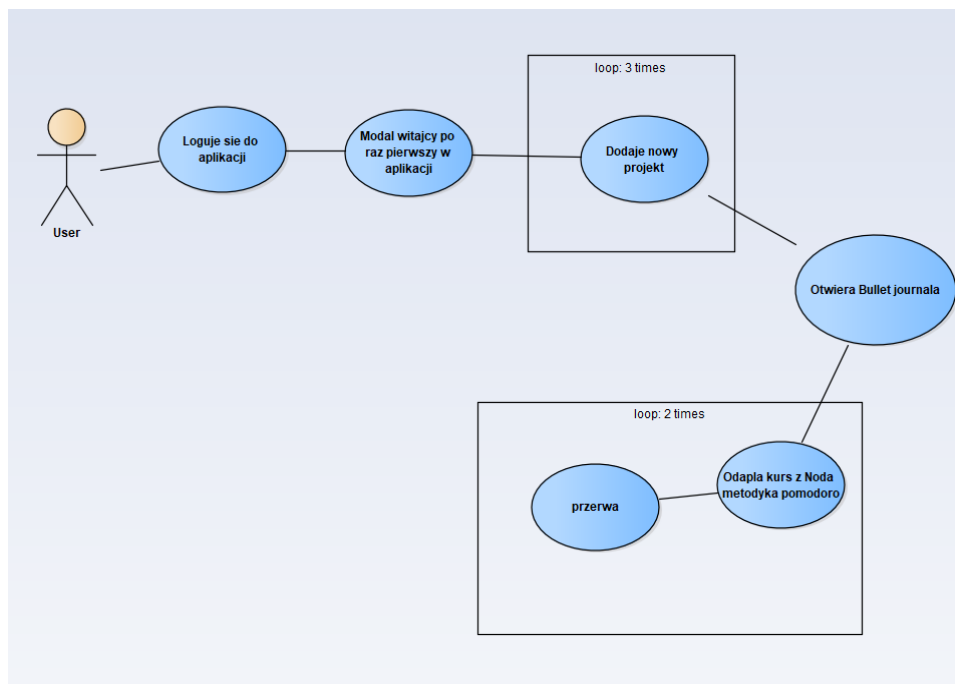 loop: 3 times
Loguje sie do
aplikacji
Modal witajcy po
raz pierwszy w
aplikacji
Dodaje nowy
projekt
User
Otwiera Bullet journala
loop: 2 times
Odapla kurs z Noda
metodyka pomodoro
przerwa